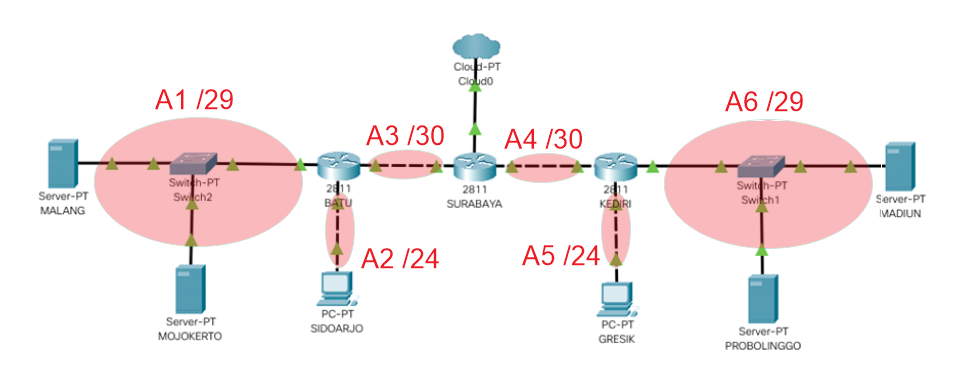 Cloud-PT
Cloud0
A1 /29
A3 /30
A4 /30
A6 /29
Server-PT
MALANG
Switch-PT
Switch2
2811
BATU
2811
SURABAYA
2811
KEDIRI
Switch-PT
Switch1
Server-PT
MADIUN
A2 /24
A5 /24
Server-PT
MOJOKERTO
PC-PT
SIDOARJO
PC-PT
GRESIK
Server-PT
PROBOLINGGO